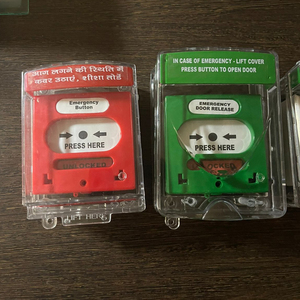 आग लगने की स्थिति में
कवर उठाएं, शीशा तोड़ें
Emergency
Button
PRESS HERE
LIFT HERE
IN CASE OF EMERGENCY - LIFT COVER
PRESS BUTTON TO OPEN DOOR
EMERGENCY
DOOR RELEASE
PRESS HERE